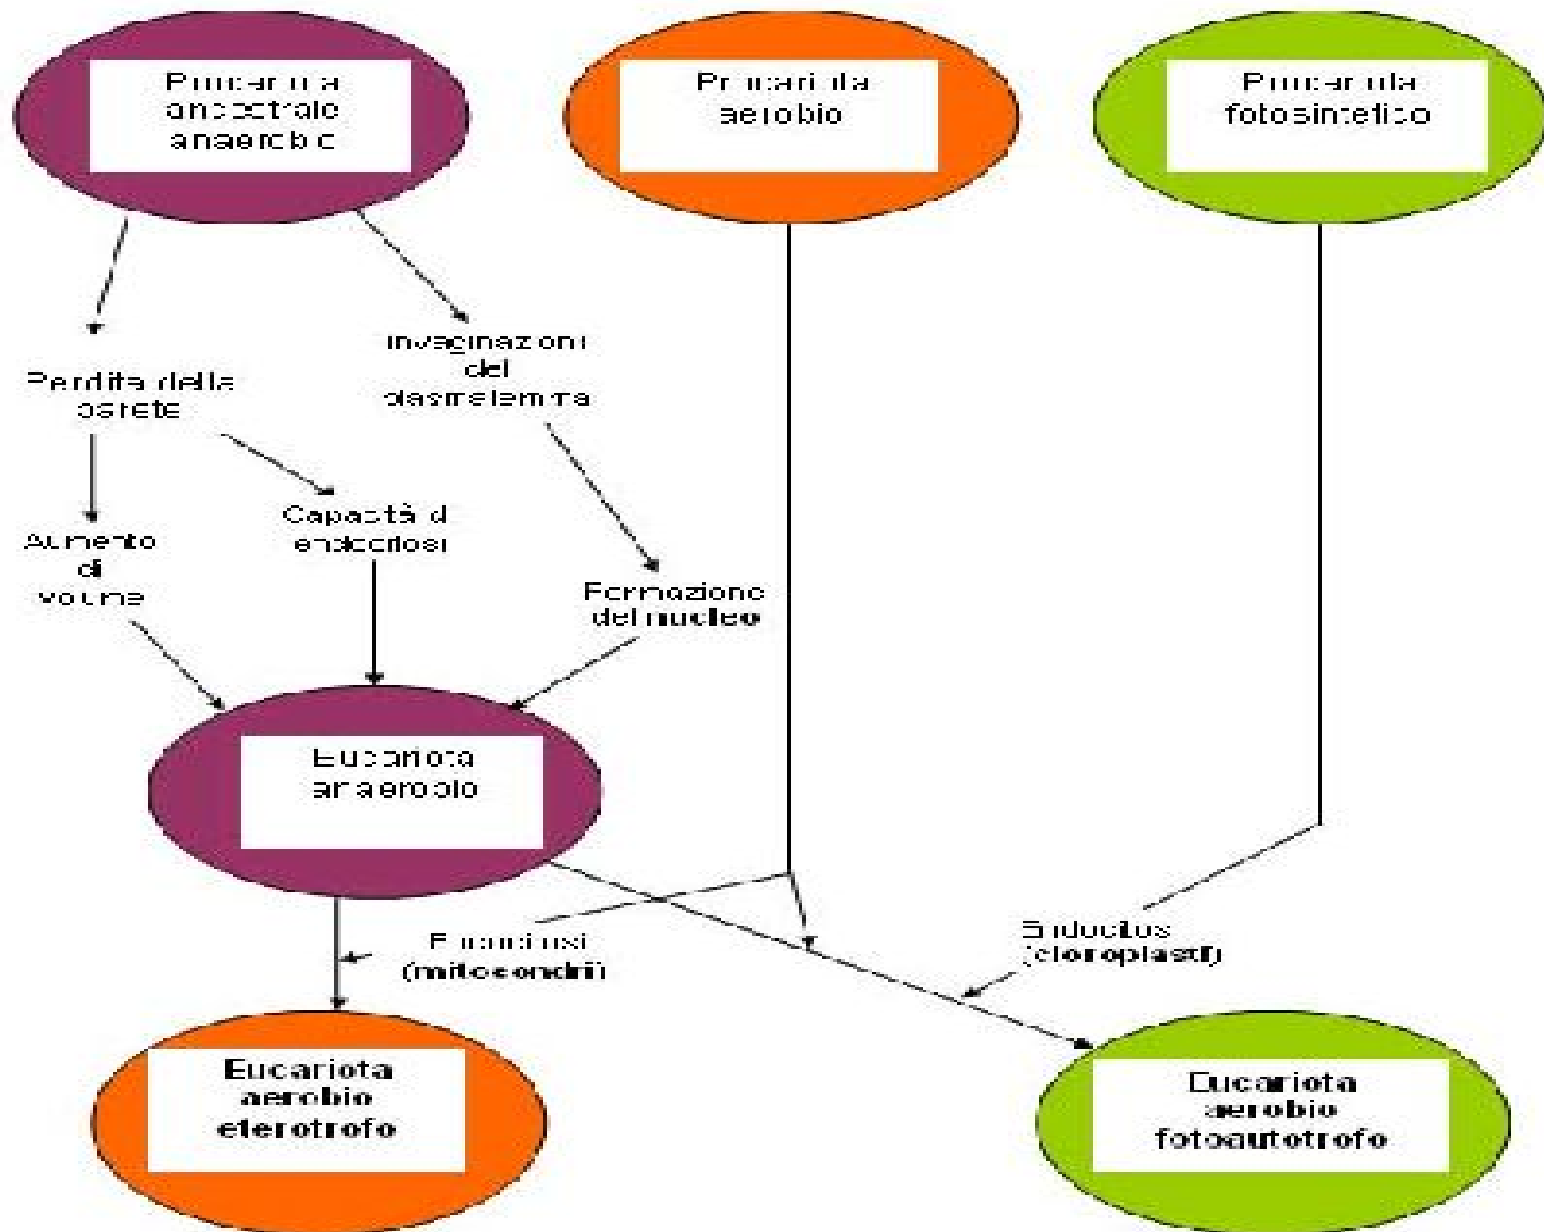 Procariota
ancestrale
anaerobio
Procariota
aerobio
Procariota
fotosintetico
Invaginazioni
del
plasmalemma
Perdita della
parete
Capacità di
endocitosi
Aumento
di
volume
Formazione
del nucleo
Eucariota
anaerobio
Endocitosi
(mitocondri)
Endocitosi
(cloroplasti)
Eucariota
aerobio
eterotrofo
Eucariota
aerobio
fotoautotrofo